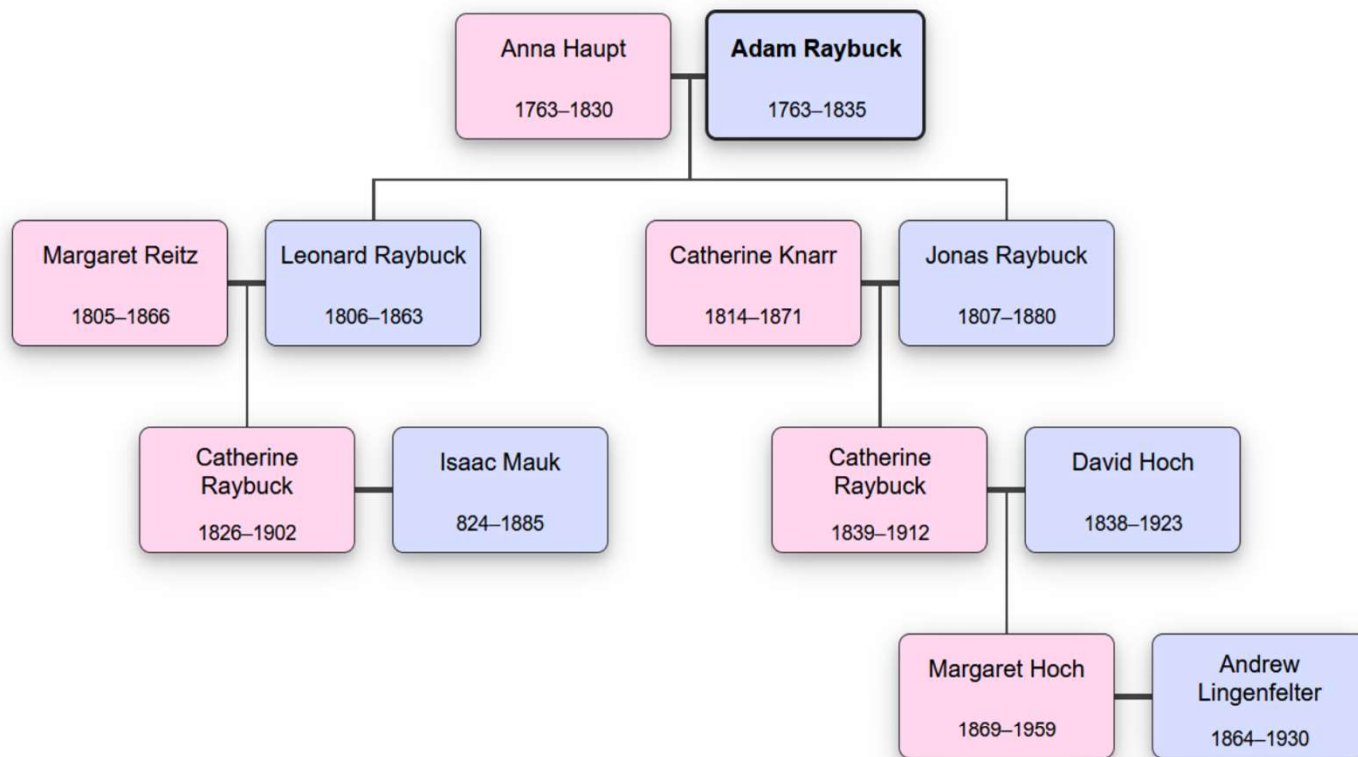 Anna Haupt
1763–1830
Adam Raybuck
1763–1835
Margaret Reitz
1805–1866
Leonard Raybuck
1806–1863
Catherine Knarr
1814–1871
Jonas Raybuck
1807–1880
Catherine
Raybuck
1826–1902
Isaac Mauk
824–1885
Catherine
Raybuck
1839–1912
David Hoch
1838–1923
Margaret Hoch
1869–1959
Andrew
Lingenfelter
1864–1930